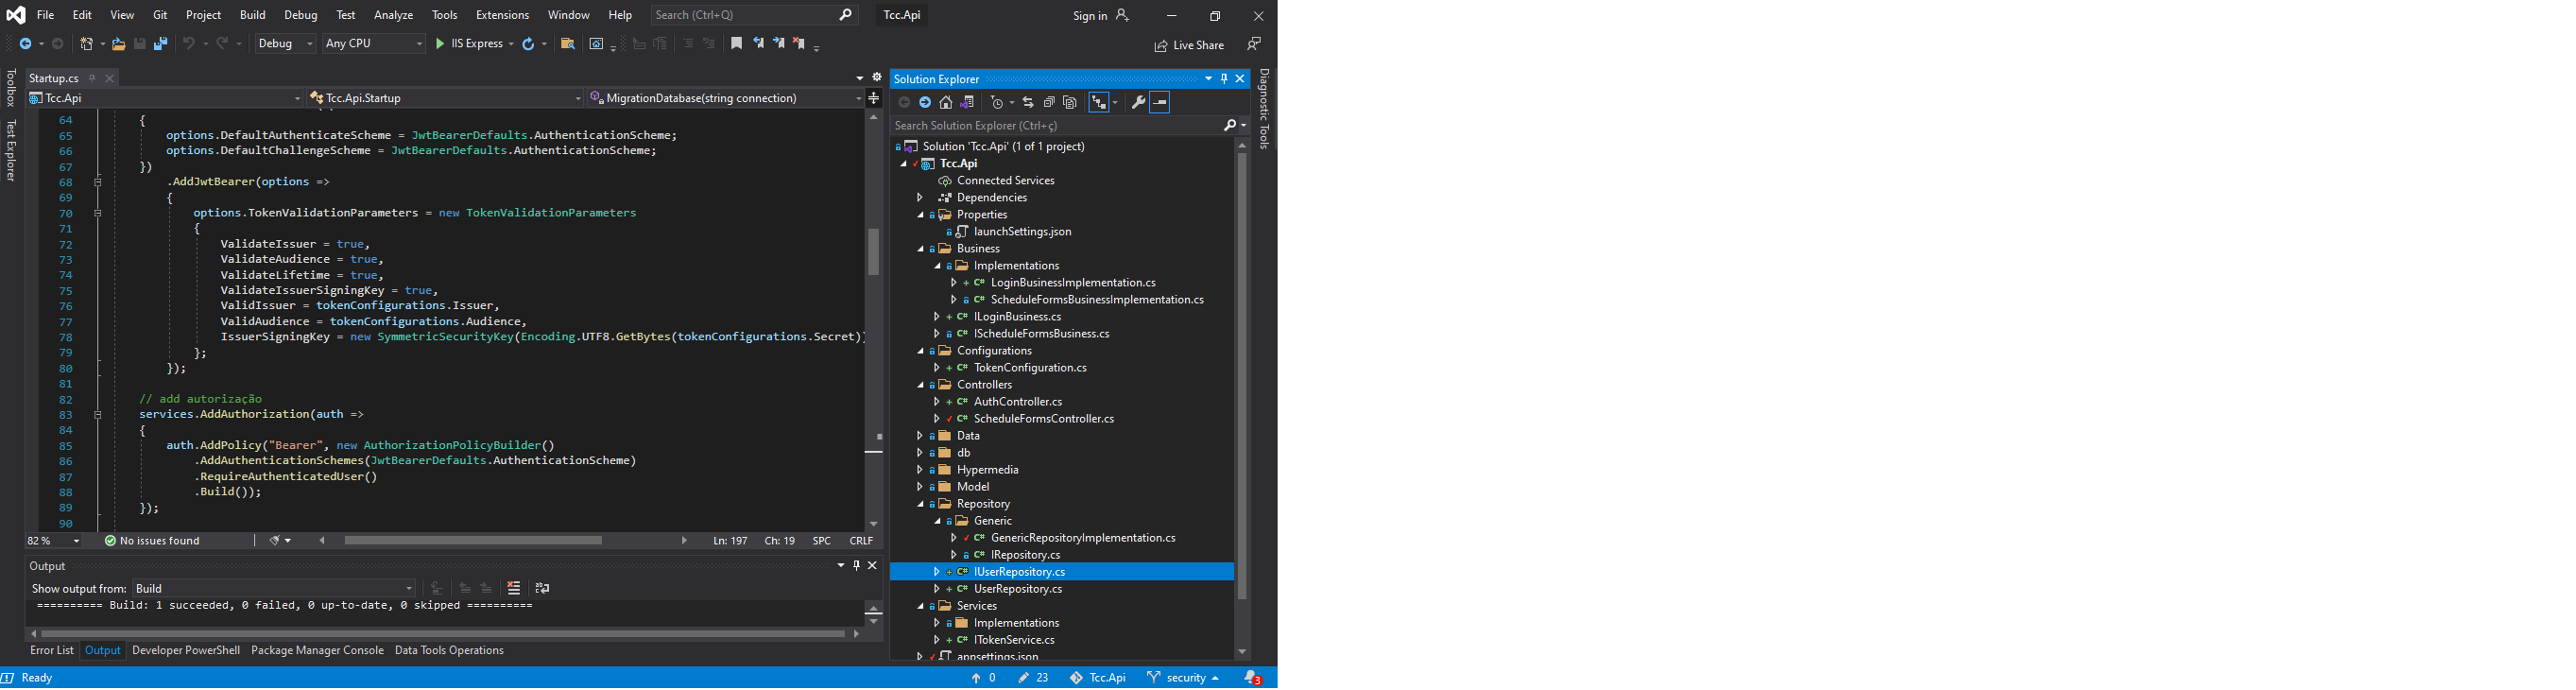 File Edit View Git Project Build Debug Test Analyze Tools Extensions Window Help Search (Ctrl+Q) Tcc.Api Sign in
Debug Any CPU IIS Express Live Share
Toolbox
Test Explorer
Startup.cs
Tcc.Api Tcc.Api.Startup MigrationDatabase(string connection)
64 {
65 options.DefaultAuthenticateScheme = JwtBearerDefaults.AuthenticationScheme;
66 options.DefaultChallengeScheme = JwtBearerDefaults.AuthenticationScheme;
67 })
68 .AddJwtBearer(options =>
69 {
70 options.TokenValidationParameters = new TokenValidationParameters
71 {
72 ValidateIssuer = true,
73 ValidateAudience = true,
74 ValidateLifetime = true,
75 ValidateIssuerSigningKey = true,
76 ValidIssuer = tokenConfigurations.Issuer,
77 ValidAudience = tokenConfigurations.Audience,
78 IssuerSigningKey = new SymmetricSecurityKey(Encoding.UTF8.GetBytes(tokenConfigurations.Secret))
79 };
80 });
81
82 // add autorização
83 services.AddAuthorization(auth =>
84 {
85 auth.AddPolicy("Bearer", new AuthorizationPolicyBuilder()
86 .AddAuthenticationSchemes(JwtBearerDefaults.AuthenticationScheme)
87 .RequireAuthenticatedUser()
88 .Build());
89 });
90
82 % No issues found Ln: 197 Ch: 19 SPC CRLF
Output
Show output from: Build
========== Build: 1 succeeded, 0 failed, 0 up-to-date, 0 skipped ==========
Error List Output Developer PowerShell Package Manager Console Data Tools Operations
Solution Explorer
Search Solution Explorer (Ctrl+ç)
Solution 'Tcc.Api' (1 of 1 project)
Tcc.Api
Connected Services
Dependencies
Properties
launchSettings.json
Business
Implementations
C# LoginBusinessImplementation.cs
C# ScheduleFormsBusinessImplementation.cs
C# ILoginBusiness.cs
C# IScheduleFormsBusiness.cs
Configurations
C# TokenConfiguration.cs
Controllers
C# AuthController.cs
C# ScheduleFormsController.cs
Data
db
Hypermedia
Model
Repository
Generic
C# GenericRepositoryImplementation.cs
C# IRepository.cs
C# IUserRepository.cs
C# UserRepository.cs
Services
Implementations
C# ITokenService.cs
appsettings.json
Diagnostic Tools
Ready 0 23 Tcc.Api security 3